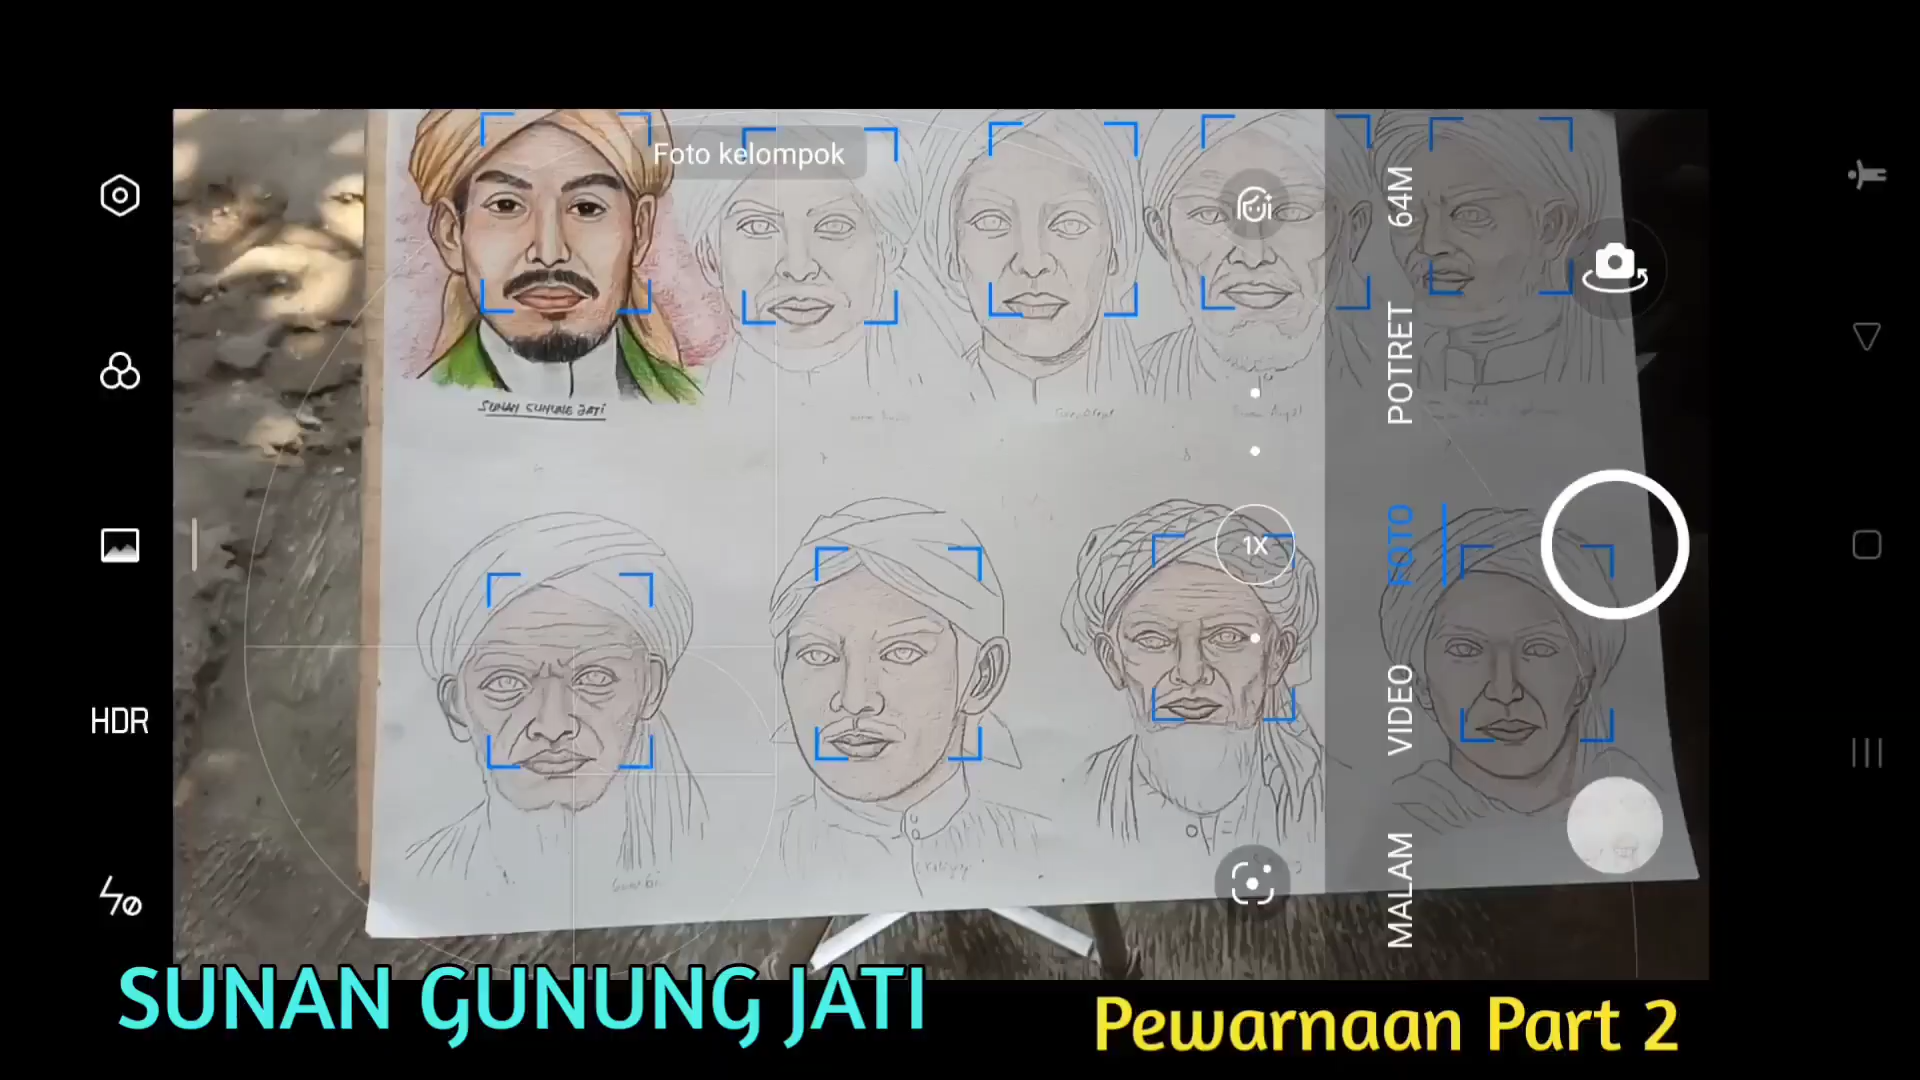 Foto kelompok
64M
POTRET
FOTO
VIDEO
MALAM
HDR
1X
SUNAN GUNUNG JATI
SUNAN GUNUNG JATI
Pewarnaan Part 2